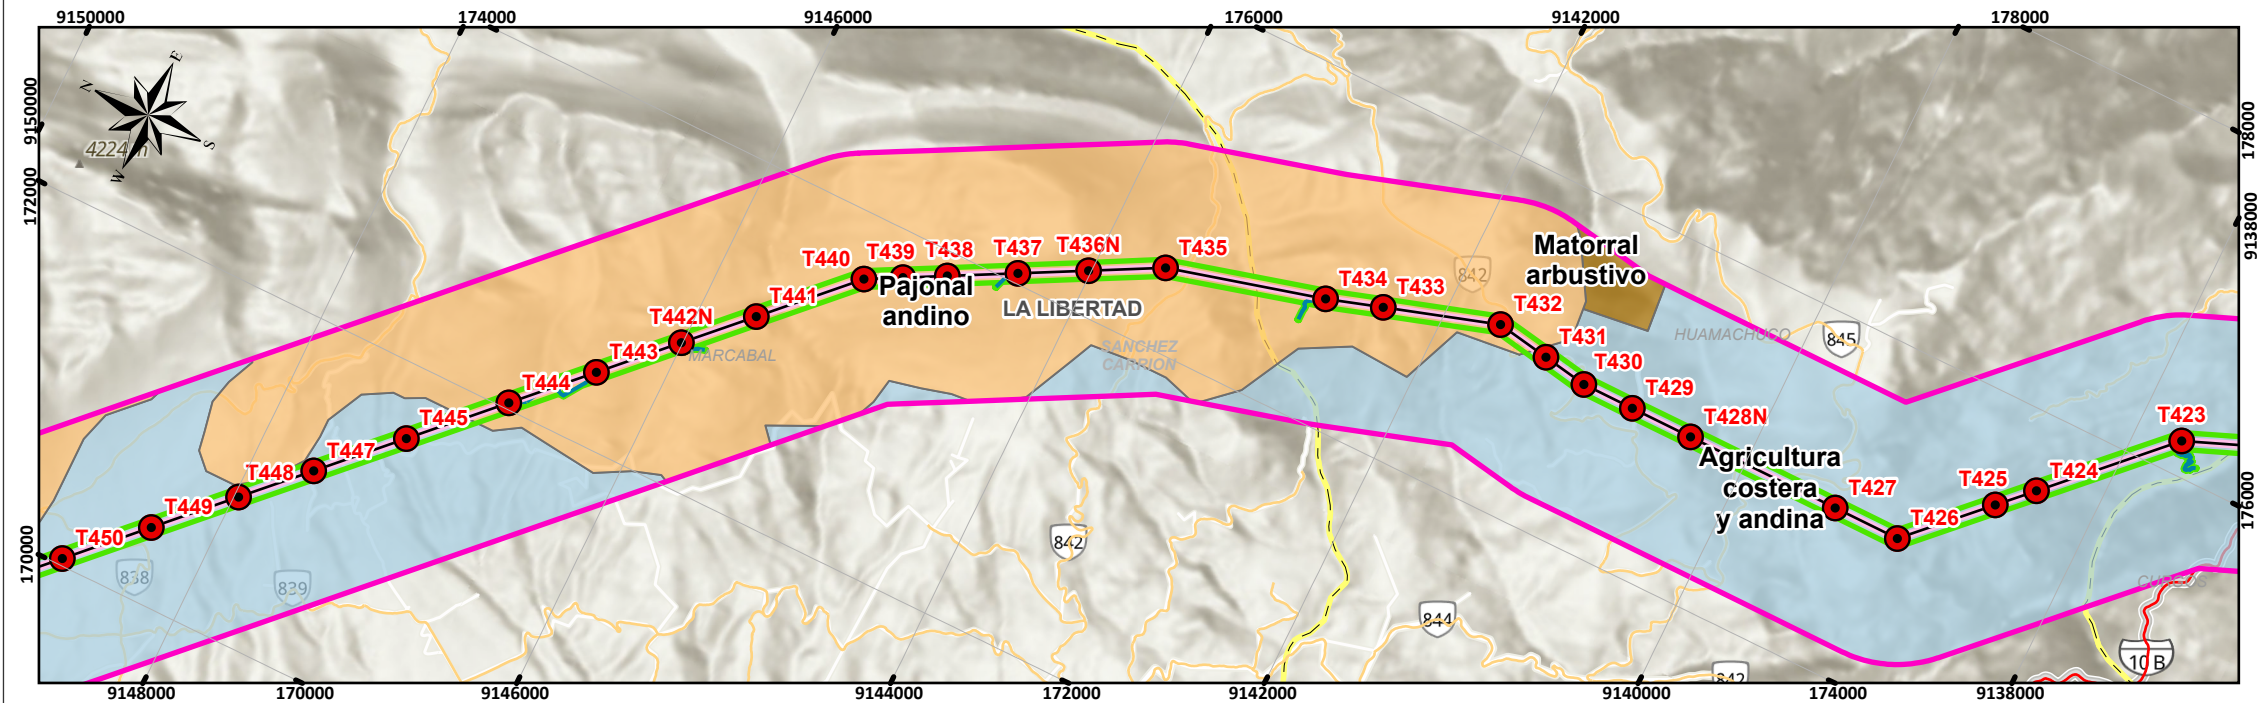 9150000
174000
9146000
176000
9142000
178000
9150000
172000
170000
178000
9138000
176000
N
E
S
W
4224 m
T440
T439
T438
T437
T436N
T435
T434
T433
T432
T431
T430
T429
T428N
T427
T426
T425
T424
T423
T441
T442N
T443
T444
T445
T447
T448
T449
T450
Pajonal
andino
LA LIBERTAD
Matorral
arbustivo
Agricultura
costera
y andina
MARCABAL
SANCHEZ
CARRION
HUAMACHUCO
CURGOS
842
845
838
839
842
844
842
10 B
9148000
170000
9146000
9144000
172000
9142000
9140000
174000
9138000